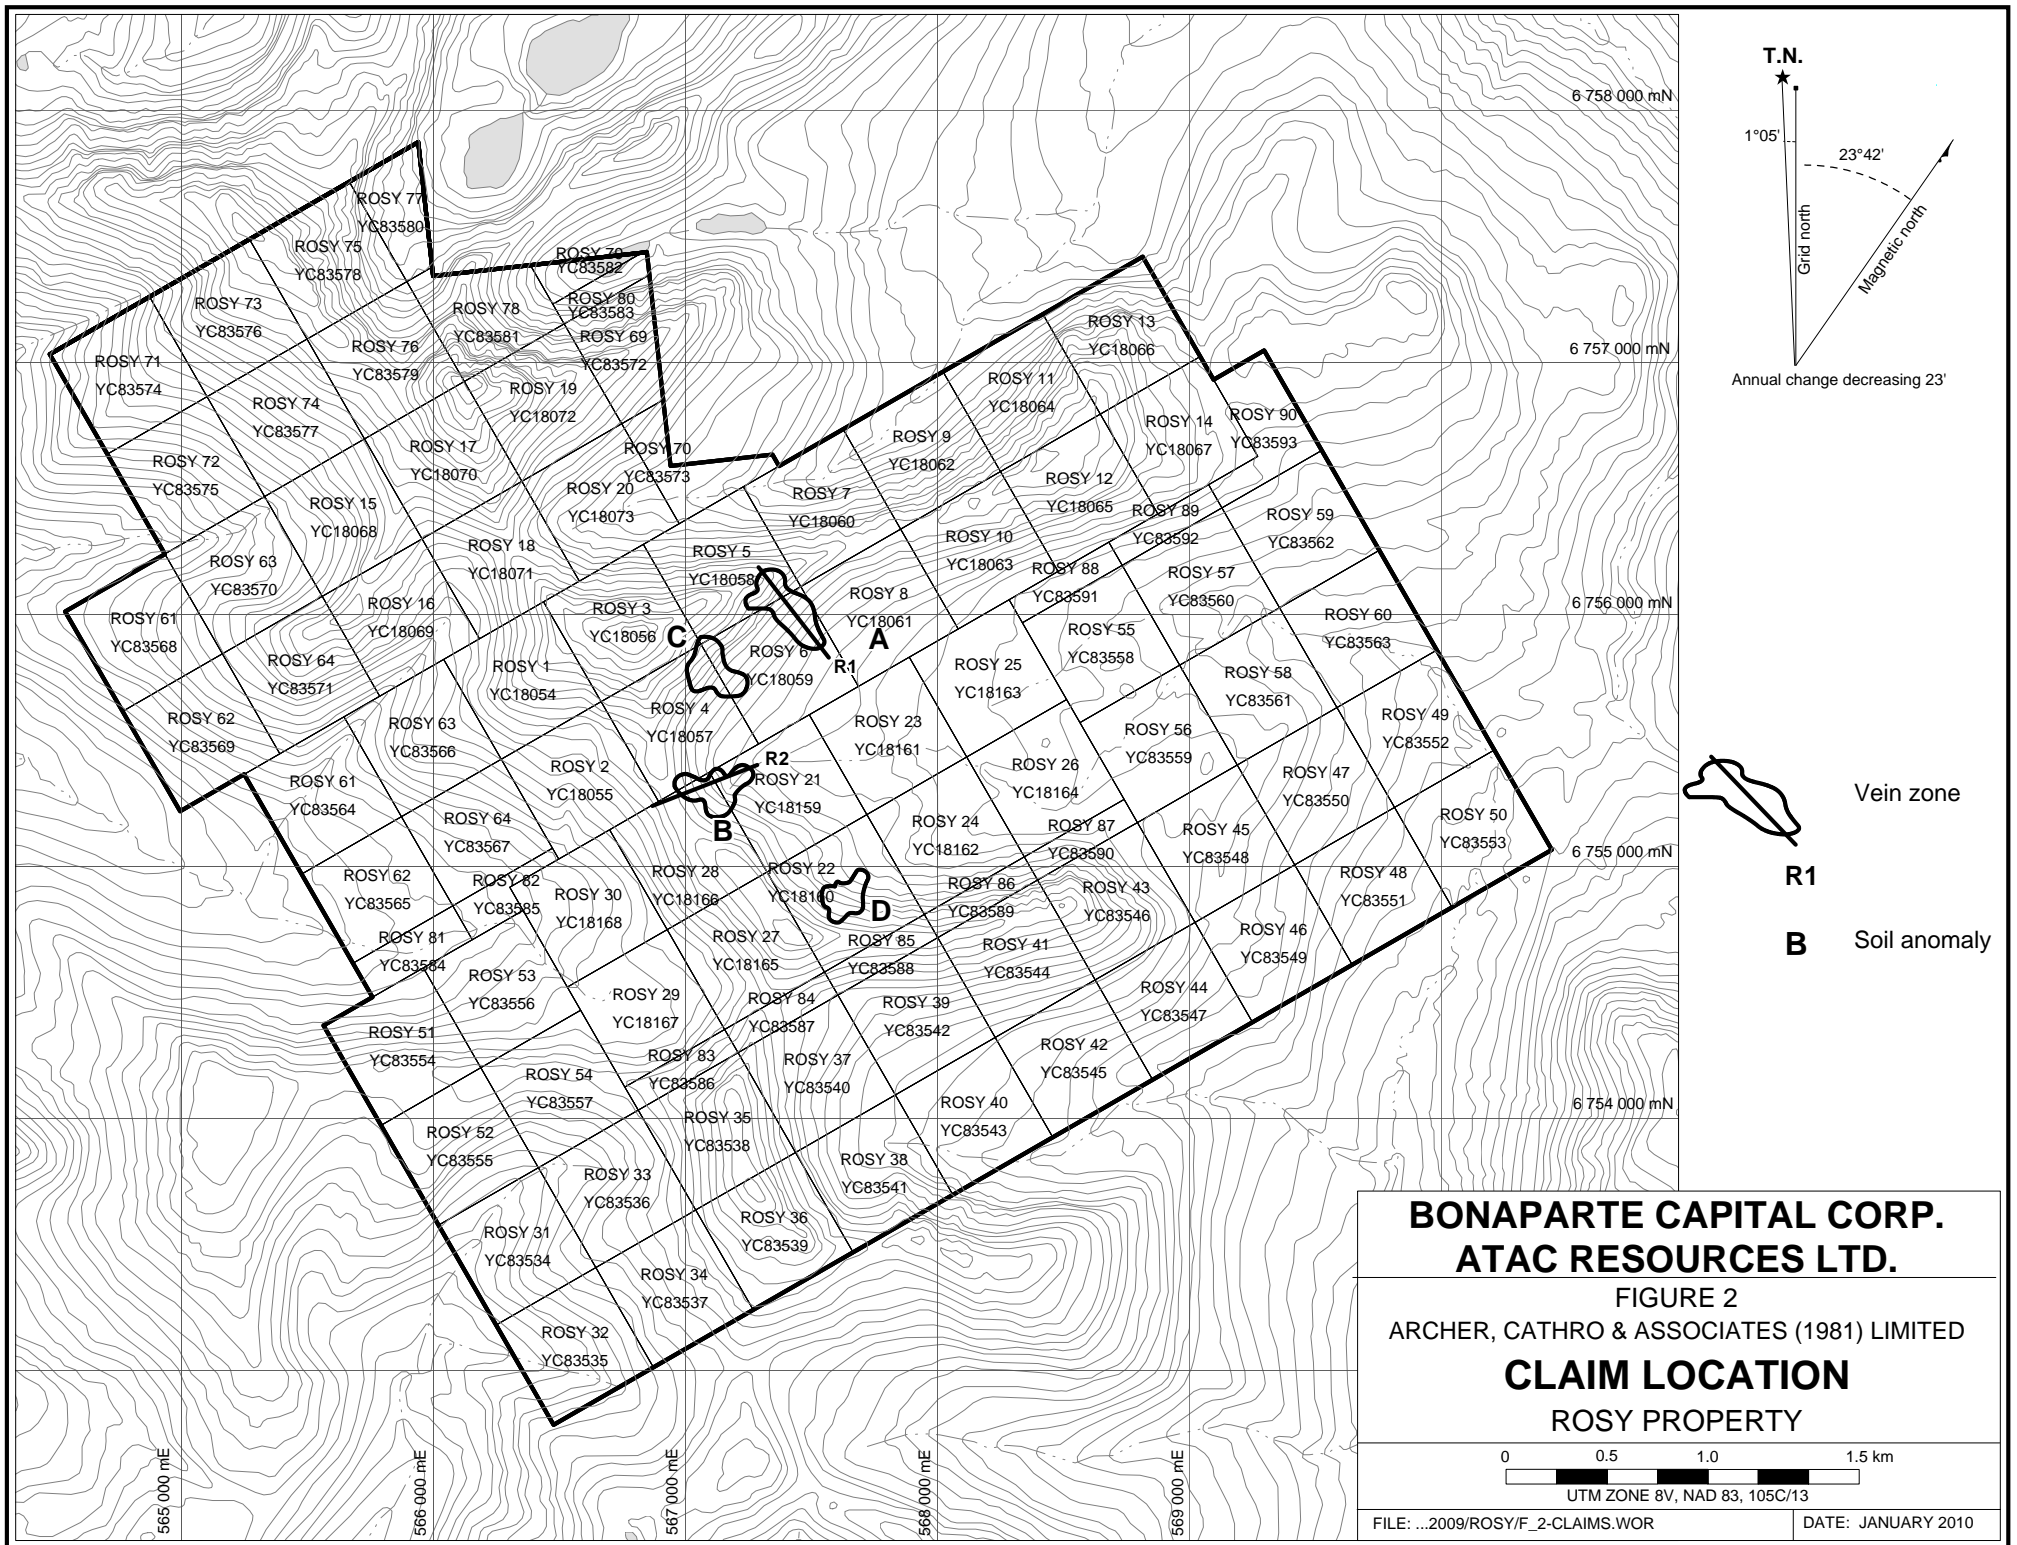 T.N.
1°05'
23°42'
Grid north
Magnetic north
Annual change decreasing 23'
6 758 000 mN
6 757 000 mN
6 756 000 mN
6 755 000 mN
6 754 000 mN
565 000 mE
566 000 mE
567 000 mE
568 000 mE
569 000 mE
ROSY 77
YC83580
ROSY 75
YC83578
ROSY 79
YC83582
ROSY 73
YC83576
ROSY 78
YC83581
ROSY 80
YC83583
ROSY 69
YC83572
ROSY 13
YC18066
ROSY 71
YC83574
ROSY 76
YC83579
ROSY 19
YC18072
ROSY 11
YC18064
ROSY 74
YC83577
ROSY 14
YC18067
ROSY 90
YC83593
ROSY 17
YC18070
ROSY 70
YC83573
ROSY 9
YC18062
ROSY 72
YC83575
ROSY 20
YC18073
ROSY 7
YC18060
ROSY 12
YC18065
ROSY 15
YC18068
ROSY 89
YC83592
ROSY 59
YC83562
ROSY 18
YC18071
ROSY 5
YC18058
ROSY 10
YC18063
ROSY 63
YC83570
ROSY 88
YC83591
ROSY 57
YC83560
ROSY 16
YC18069
ROSY 3
YC18056
ROSY 8
YC18061
ROSY 61
YC83568
ROSY 60
YC83563
C
A
R1
ROSY 55
YC83558
ROSY 64
YC83571
ROSY 1
YC18054
ROSY 6
YC18059
ROSY 25
YC18163
ROSY 58
YC83561
ROSY 62
YC83569
ROSY 63
YC83566
ROSY 4
YC18057
ROSY 23
YC18161
ROSY 56
YC83559
ROSY 49
YC83552
R2
ROSY 61
YC83564
ROSY 2
YC18055
ROSY 21
YC18159
ROSY 26
YC18164
ROSY 47
YC83550
B
ROSY 64
YC83567
ROSY 24
YC18162
ROSY 87
YC83590
ROSY 45
YC83548
ROSY 50
YC83553
ROSY 62
YC83565
ROSY 82
YC83585
ROSY 30
YC18168
ROSY 28
YC18166
ROSY 22
YC18160
D
ROSY 86
YC83589
ROSY 43
YC83546
ROSY 48
YC83551
ROSY 81
YC83584
ROSY 27
YC18165
ROSY 85
YC83588
ROSY 41
YC83544
ROSY 46
YC83549
ROSY 53
YC83556
ROSY 29
YC18167
ROSY 84
YC83587
ROSY 39
YC83542
ROSY 44
YC83547
ROSY 51
YC83554
ROSY 83
YC83586
ROSY 37
YC83540
ROSY 42
YC83545
ROSY 54
YC83557
ROSY 35
YC83538
ROSY 40
YC83543
ROSY 52
YC83555
ROSY 33
YC83536
ROSY 38
YC83541
ROSY 31
YC83534
ROSY 36
YC83539
ROSY 34
YC83537
ROSY 32
YC83535
Vein zone
R1
B
Soil anomaly
BONAPARTE CAPITAL CORP.
ATAC RESOURCES LTD.
FIGURE 2
ARCHER, CATHRO & ASSOCIATES (1981) LIMITED
CLAIM LOCATION
ROSY PROPERTY
0 0.5 1.0 1.5 km
UTM ZONE 8V, NAD 83, 105C/13
FILE: ...2009/ROSY/F_2-CLAIMS.WOR
DATE: JANUARY 2010